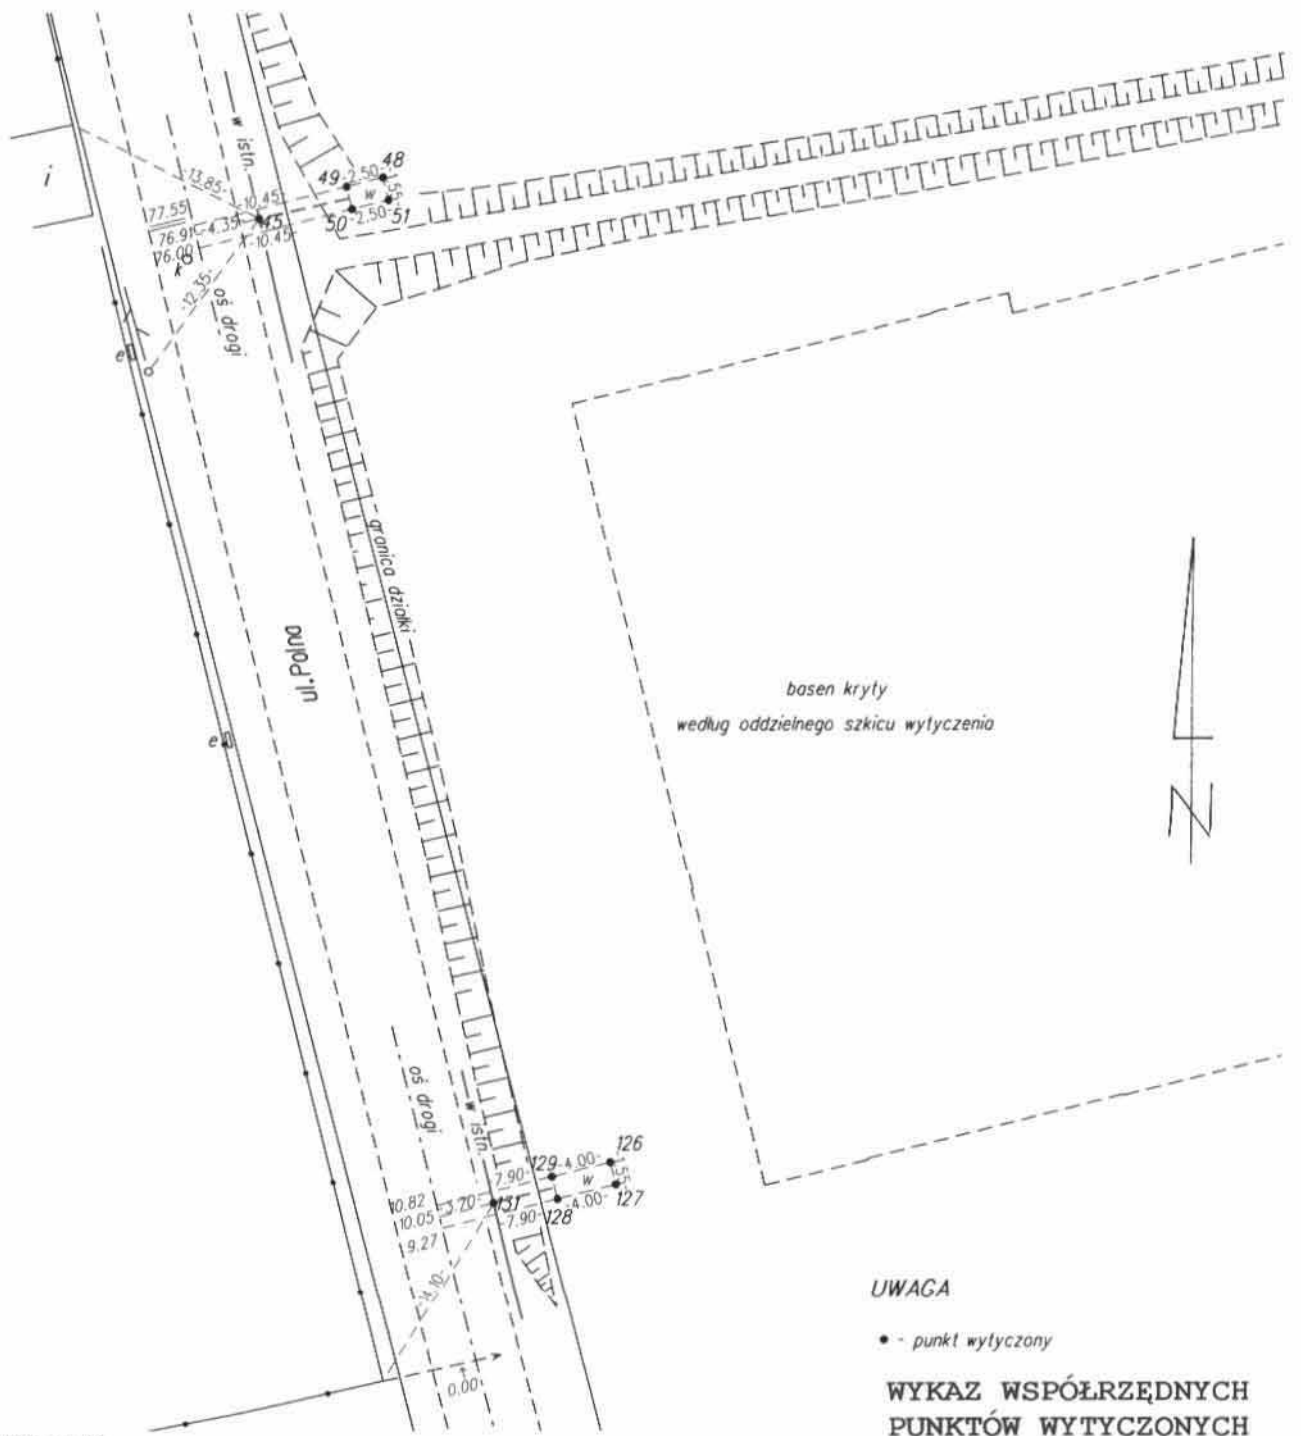 w istn.
48
-2.50-
49
i
-13.85-
-10.45-
w
1.55
77.55
45
50
-2.50-
51
76.91
-4.35-
-10.45-
76.00
k
-12.35-
oś drogi
e
granica działki
ul. Polna
basen kryty
według oddzielnego szkicu wytyczenia
e
N
oś drogi
w istn.
126
-4.00-
129
-7.90-
w
1.55
10.82
-3.70-
131
-4.00-
127
10.05
-7.90-
128
9.27
-14.10-
UWAGA
● - punkt wytyczony
0.00
WYKAZ WSPÓŁRZĘDNYCH
PUNKTÓW WYTYCZONYCH